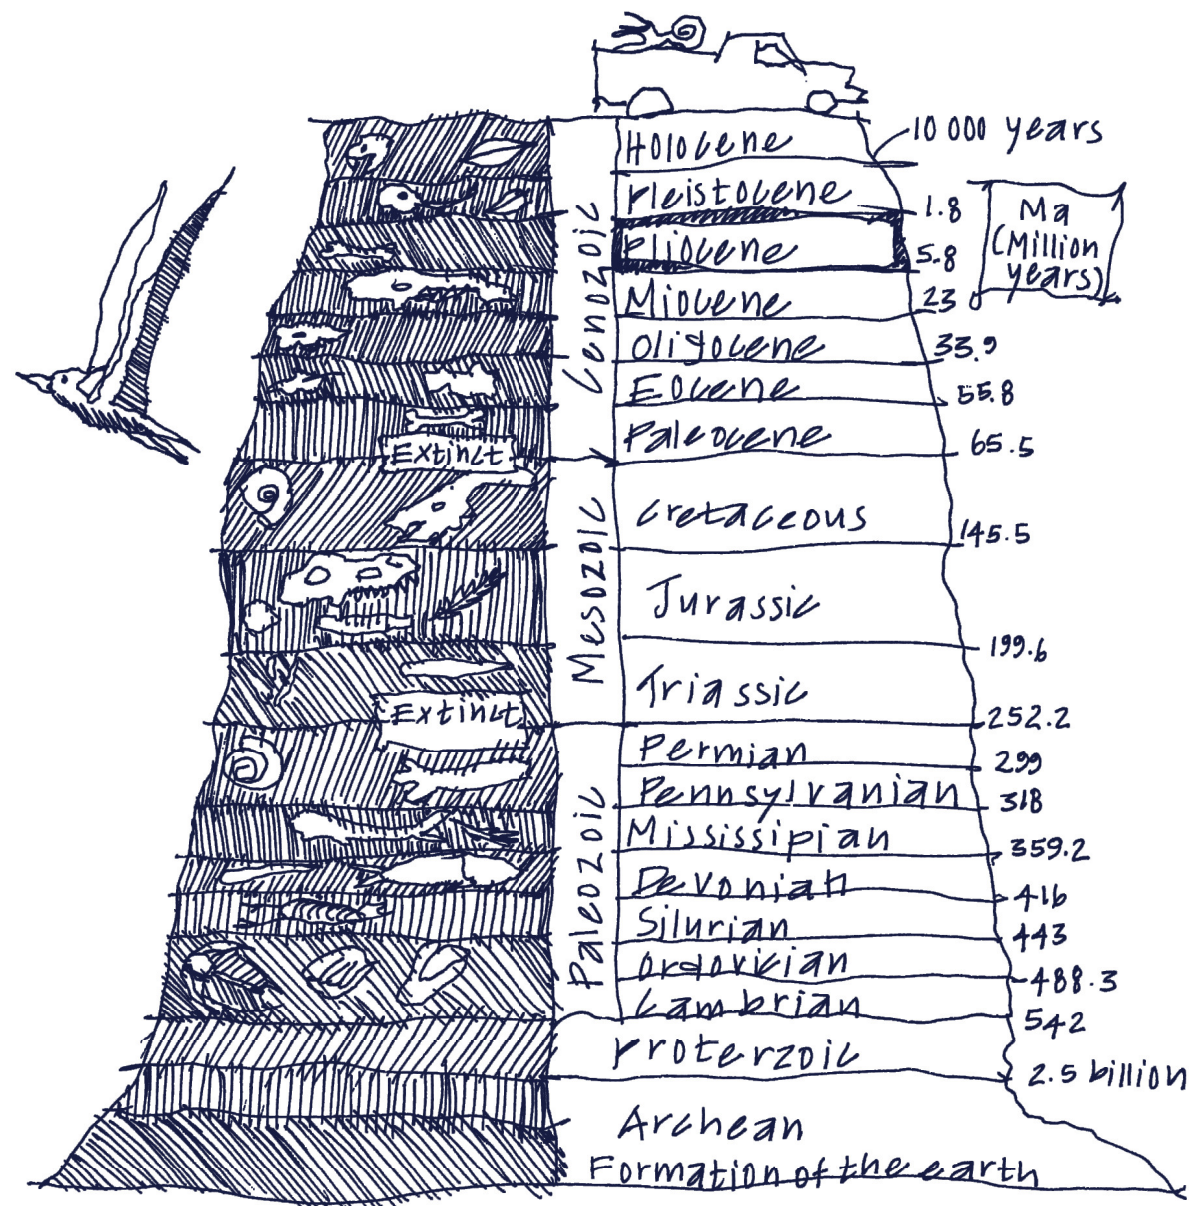 Holocene
10 000 years
Pleistocene
1.8
Ma
(Million
years)
Pliocene
5.8
Miocene
23
Oligocene
33.9
Eocene
55.8
Paleocene
65.5
Cenozoic
Extinct
Cretaceous
145.5
Jurassic
199.6
Triassic
252.2
Mesozoic
Extinct
Permian
299
Pennsylvanian
318
Mississipian
359.2
Devonian
416
Silurian
443
Ordovician
488.3
Cambrian
542
Paleozoic
Proterzoic
2.5 billion
Archean
Formation of the earth